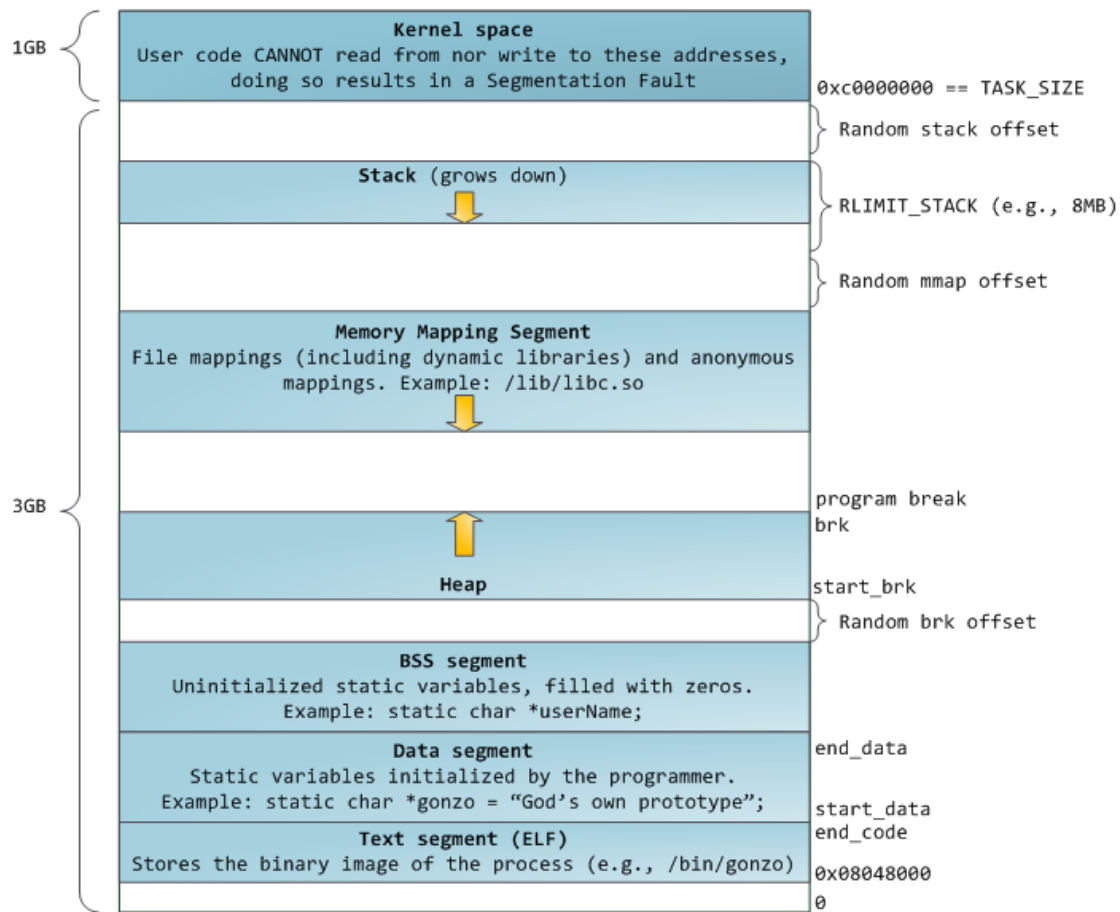 1GB
Kernel space
User code CANNOT read from nor write to these addresses,
doing so results in a Segmentation Fault
0xc0000000 == TASK_SIZE
Random stack offset
Stack (grows down)
RLIMIT_STACK (e.g., 8MB)
Random mmap offset
Memory Mapping Segment
File mappings (including dynamic libraries) and anonymous
mappings. Example: /lib/libc.so
3GB
program break
brk
Heap
start_brk
Random brk offset
BSS segment
Uninitialized static variables, filled with zeros.
Example: static char *userName;
Data segment
end_data
Static variables initialized by the programmer.
Example: static char *gonzo = “God’s own prototype”;
start_data
end_code
Text segment (ELF)
Stores the binary image of the process (e.g., /bin/gonzo)
0x08048000
0